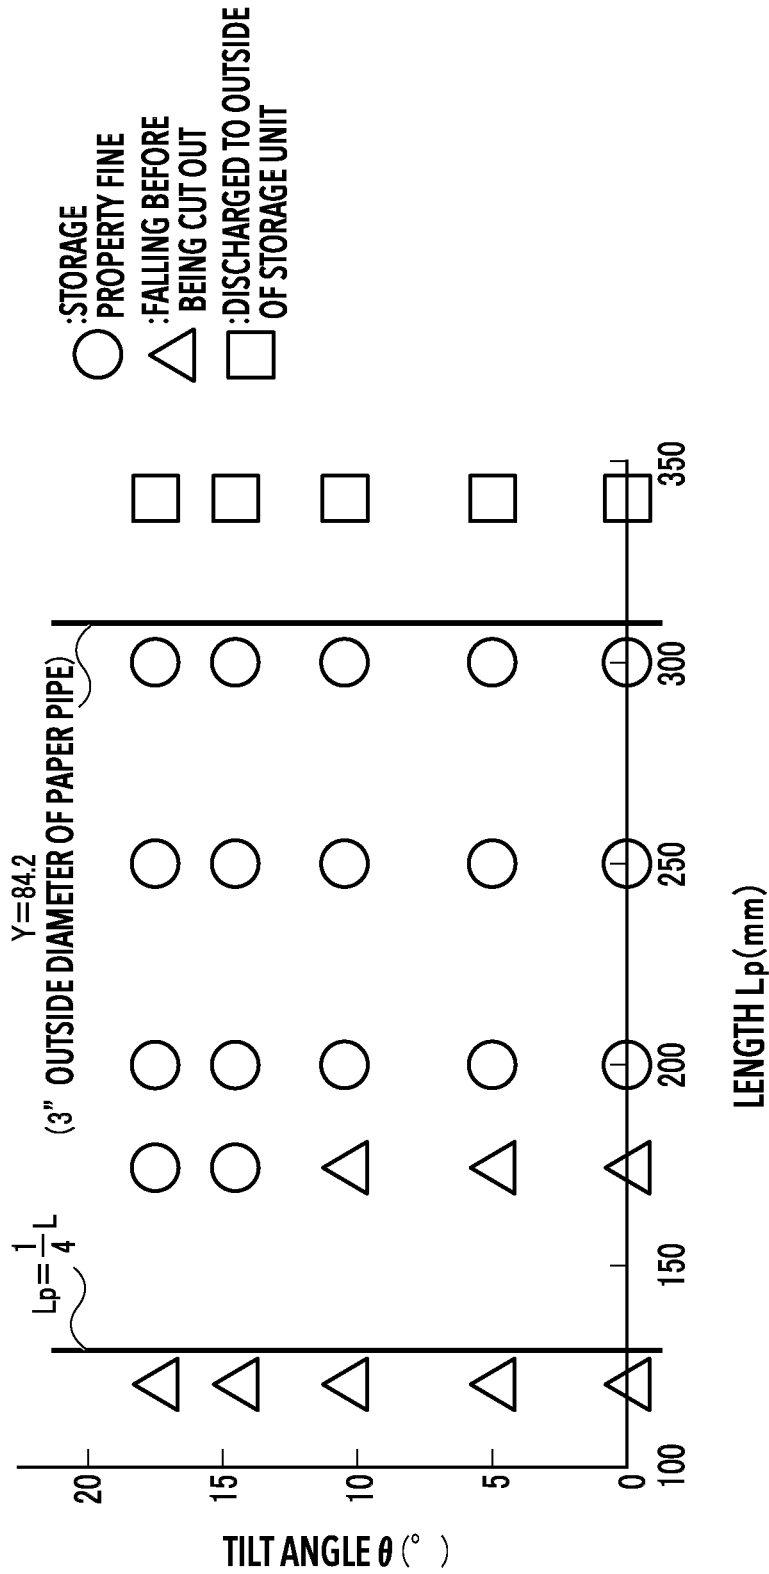 Y=84.2
(3” OUTSIDE DIAMETER OF PAPER PIPE)
Lp=1/4 L
:STORAGE
PROPERTY FINE
:FALLING BEFORE
BEING CUT OUT
:DISCHARGED TO OUTSIDE
OF STORAGE UNIT
TILT ANGLE θ (° )
20
15
10
5
0
100
150
200
250
300
350
LENGTH Lp(mm)